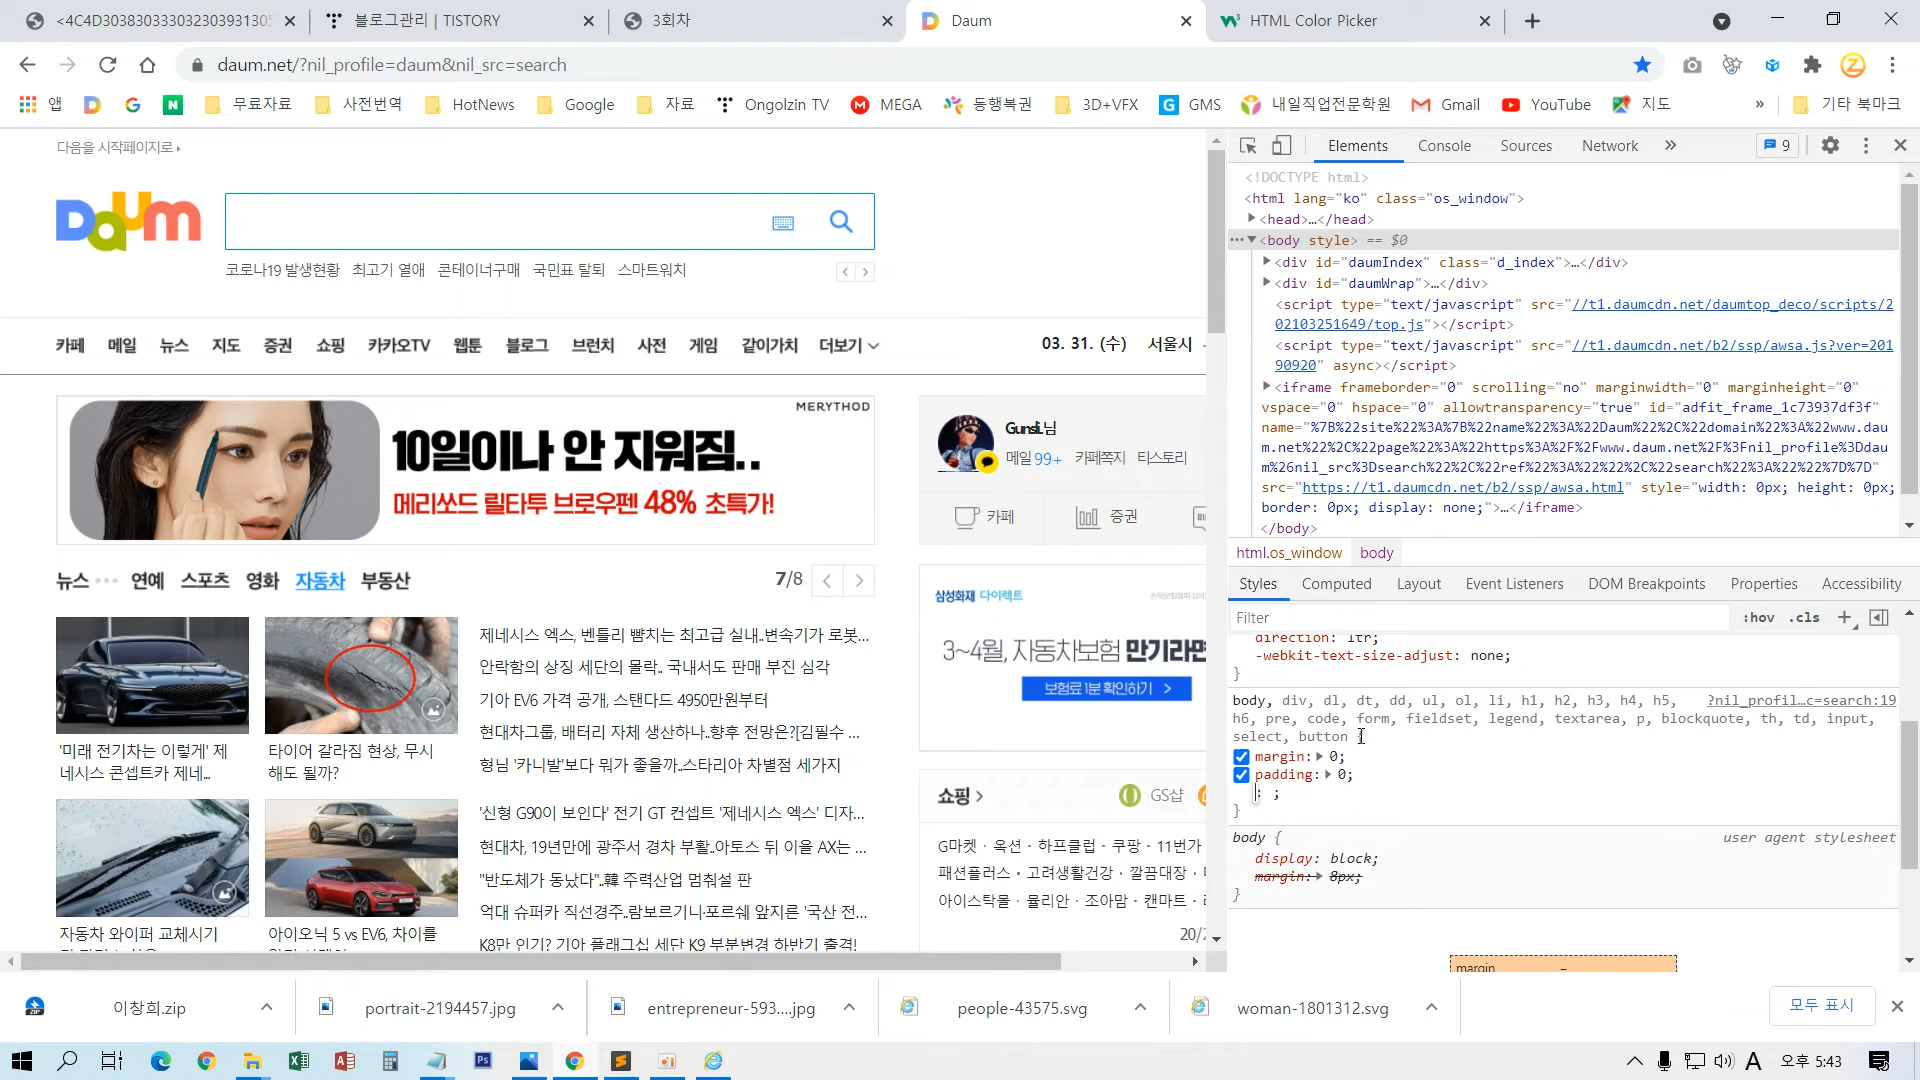 <4C4D30383033303230393130
블로그관리 | TISTORY
3회차
Daum
HTML Color Picker
daum.net/?nil_profile=daum&nil_src=search
앱
무료자료
사전번역
HotNews
Google
자료
Ongolzin TV
MEGA
동행복권
3D+VFX
GMS
내일직업전문학원
Gmail
YouTube
지도
»
기타 북마크
다음을 시작페이지로
Daum
코로나19 발생현황 최고기 열애 콘테이너구매 국민표 탈퇴 스마트워치
카페 메일 뉴스 지도 증권 쇼핑 카카오TV 웹툰 블로그 브런치 사전 게임 같이가치 더보기
03. 31. (수) 서울시
MERYTHOD
10일이나 안 지워짐..
메리쏘드 릴타투 브로우펜 48% 초특가!
Gunsil.님
메일 99+ 카페쪽지 티스토리
카페
증권
뉴스 연예 스포츠 영화 자동차 부동산
7/8
'미래 전기차는 이렇게' 제
네시스 콘셉트카 제네...
타이어 갈라짐 현상, 무시
해도 될까?
자동차 와이퍼 교체시기
아이오닉 5 vs EV6, 차이를
제네시스 엑스, 벤틀리 뺨치는 최고급 실내..변속기가 로봇...
안락함의 상징 세단의 몰락.. 국내서도 판매 부진 심각
기아 EV6 가격 공개, 스탠다드 4950만원부터
현대차그룹, 배터리 자체 생산하나..향후 전망은?[김필수 ...
형님 '카니발'보다 뭐가 좋을까..스타리아 차별점 세가지
'신형 G90이 보인다' 전기 GT 컨셉트 '제네시스 엑스' 디자...
현대차, 19년만에 광주서 경차 부활..아토스 뒤 이을 AX는 ...
"반도체가 동났다"..韓 주력산업 멈춰설 판
억대 슈퍼카 직선경주..람보르기니·포르쉐 앞지른 '국산 전...
K8만 인기? 기아 플래그십 세단 K9 부분변경 하반기 출격!
삼성화재 다이렉트
3~4월, 자동차보험 만기라면
보험료 1분 확인하기 >
쇼핑 >
GS샵
G마켓 · 옥션 · 하프클럽 · 쿠팡 · 11번가
패션플러스 · 고려생활건강 · 깔끔대장 ·
아이스탁몰 · 뮬리안 · 조아맘 · 캔마트 ·
20/
Elements Console Sources Network » 9
<!DOCTYPE html>
<html lang="ko" class="os_window">
<head>…</head>
<body style> == $0
<div id="daumIndex" class="d_index">…</div>
<div id="daumWrap">…</div>
<script type="text/javascript" src="//t1.daumcdn.net/daumtop_deco/scripts/2
02103251649/top.js"></script>
<script type="text/javascript" src="//t1.daumcdn.net/b2/ssp/awsa.js?ver=201
90920" async></script>
<iframe frameborder="0" scrolling="no" marginwidth="0" marginheight="0"
vspace="0" hspace="0" allowtransparency="true" id="adfit_frame_1c73937df3f"
name="%7B%22site%22%3A%7B%22name%22%3A%22Daum%22%2C%22domain%22%3A%22www.dau
m.net%22%2C%22page%22%3A%22https%3A%2F%2Fwww.daum.net%2F%3Fnil_profile%3Ddau
m%26nil_src%3Dsearch%22%2C%22ref%22%3A%22%22%2C%22search%22%3A%22%22%7D%7D"
src="https://t1.daumcdn.net/b2/ssp/awsa.html" style="width: 0px; height: 0px;
border: 0px; display: none;">…</iframe>
</body>
html.os_window body
Styles Computed Layout Event Listeners DOM Breakpoints Properties Accessibility
Filter
:hov .cls +
direction: ltr;
-webkit-text-size-adjust: none;
}
body, div, dl, dt, dd, ul, ol, li, h1, h2, h3, h4, h5, ?nil_profil…c=search:19
h6, pre, code, form, fieldset, legend, textarea, p, blockquote, th, td, input,
select, button {
margin: 0;
padding: 0;
: ;
}
body { user agent stylesheet
display: block;
margin: 8px;
}
margin –
이창희.zip
portrait-2194457.jpg
entrepreneur-593....jpg
people-43575.svg
woman-1801312.svg
모두 표시
A 오후 5:43